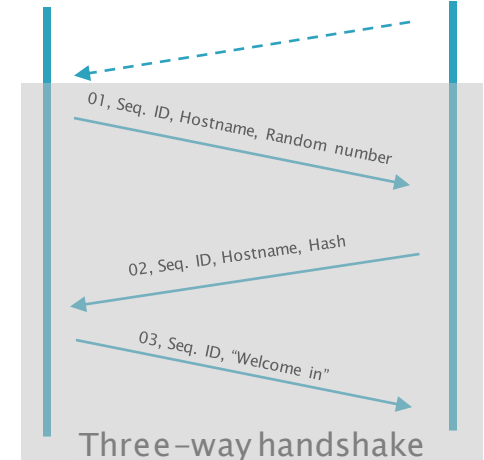 01, Seq. ID, Hostname, Random number
02, Seq. ID, Hostname, Hash
03, Seq. ID, “Welcome in”
Three-way handshake